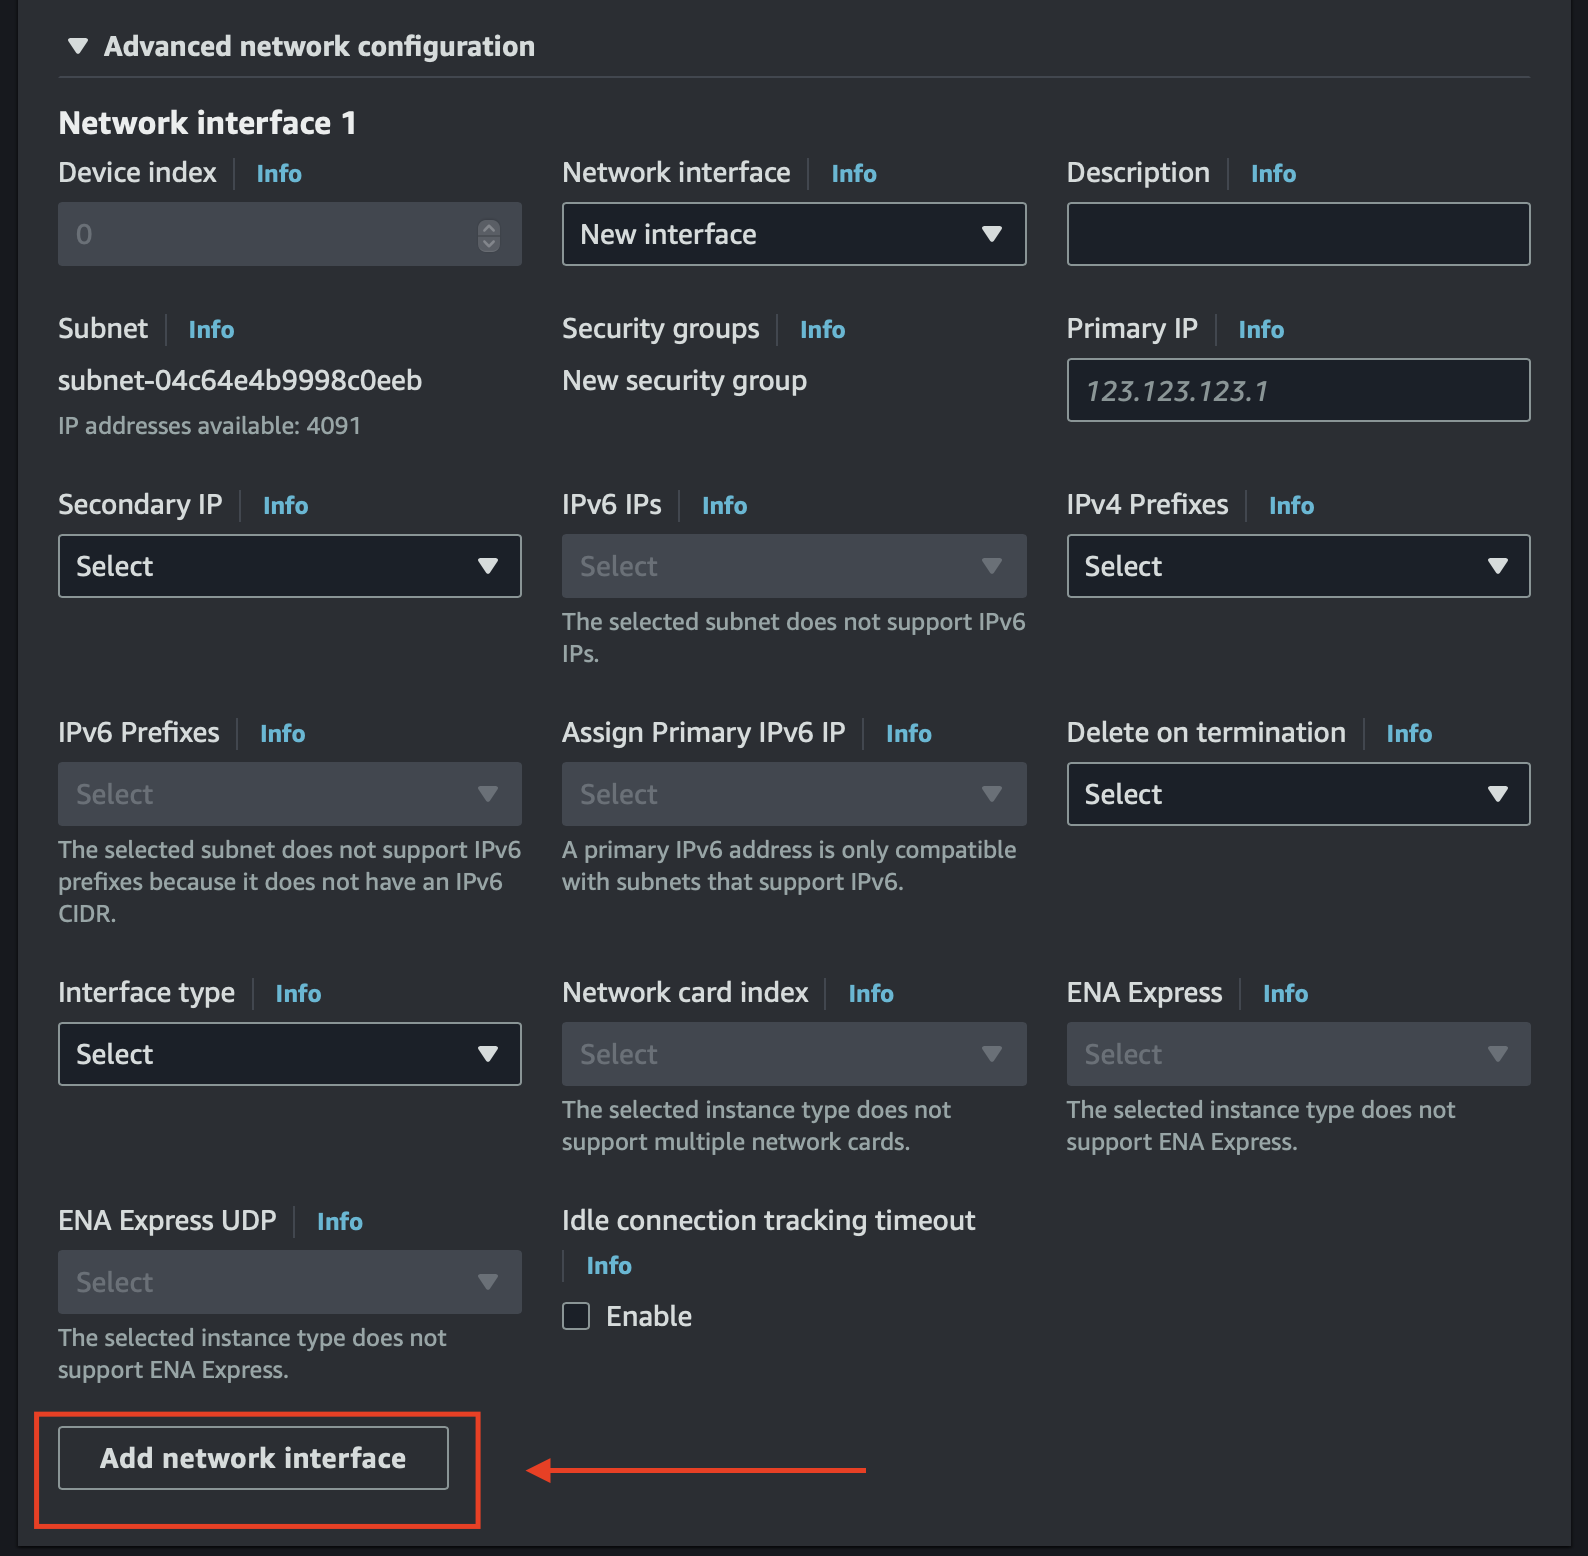 Advanced network configuration
Network interface 1
Device index Info
Network interface Info
Description Info
0
New interface
Subnet Info
Security groups Info
Primary IP Info
subnet-04c64e4b9998c0eeb
New security group
123.123.123.1
IP addresses available: 4091
Secondary IP Info
IPv6 IPs Info
IPv4 Prefixes Info
Select
Select
Select
The selected subnet does not support IPv6
IPs.
IPv6 Prefixes Info
Assign Primary IPv6 IP Info
Delete on termination Info
Select
Select
Select
The selected subnet does not support IPv6
prefixes because it does not have an IPv6
CIDR.
A primary IPv6 address is only compatible
with subnets that support IPv6.
Interface type Info
Network card index Info
ENA Express Info
Select
Select
Select
The selected instance type does not
support multiple network cards.
The selected instance type does not
support ENA Express.
ENA Express UDP Info
Idle connection tracking timeout
Info
Select
Enable
The selected instance type does not
support ENA Express.
Add network interface